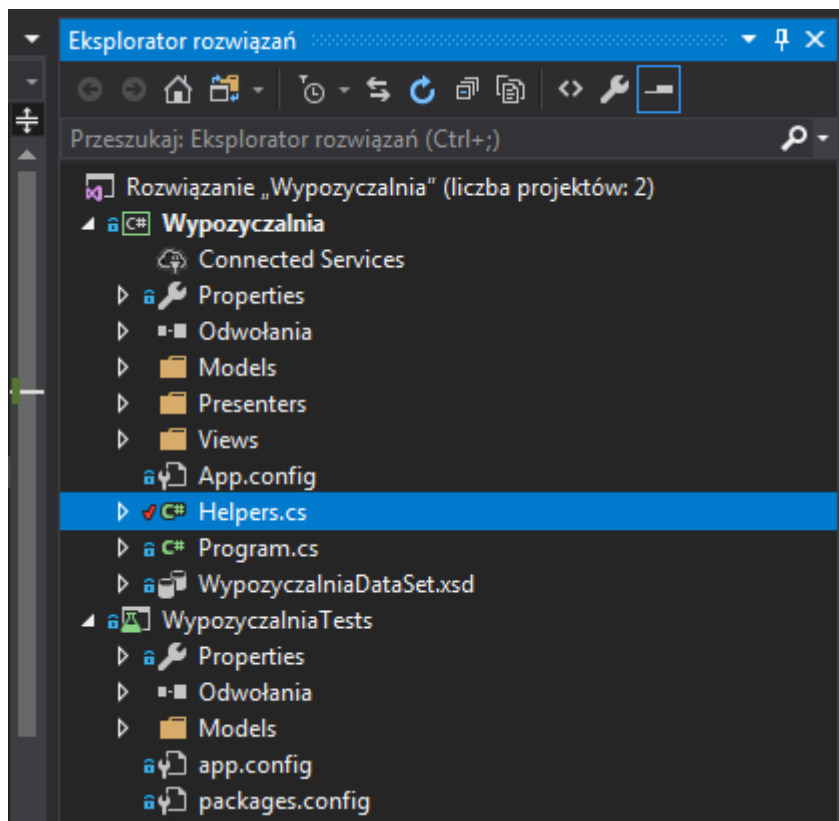 Eksplorator rozwiązań
Przeszukaj: Eksplorator rozwiązań (Ctrl+;)
Rozwiązanie „Wypozyczalnia” (liczba projektów: 2)
C# Wypozyczalnia
Connected Services
Properties
Odwołania
Models
Presenters
Views
App.config
C# Helpers.cs
C# Program.cs
WypozyczalniaDataSet.xsd
WypozyczalniaTests
Properties
Odwołania
Models
app.config
packages.config